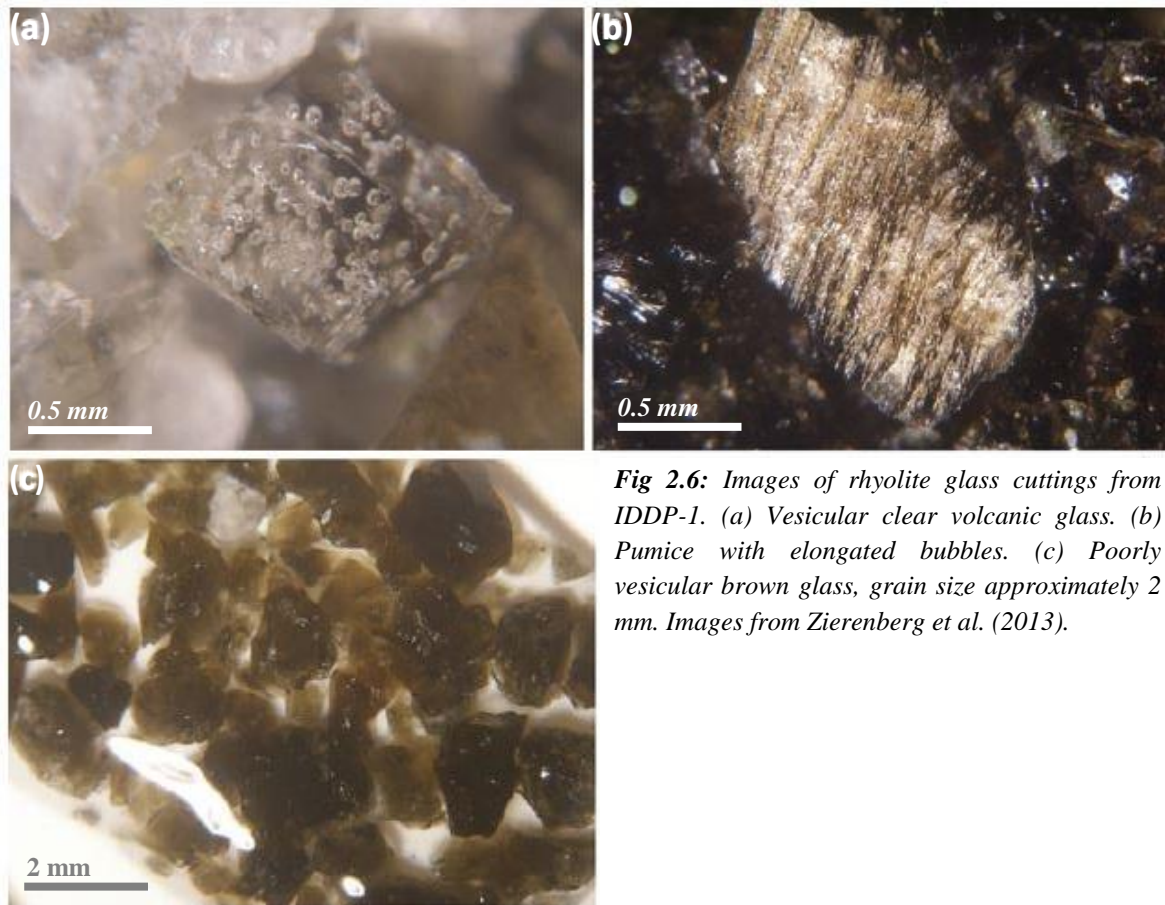 (a)
0.5 mm
(b)
0.5 mm
(c)
2 mm
Fig 2.6: Images of rhyolite glass cuttings from
IDDP-1. (a) Vesicular clear volcanic glass. (b)
Pumice with elongated bubbles. (c) Poorly
vesicular brown glass, grain size approximately 2
mm. Images from Zierenberg et al. (2013).